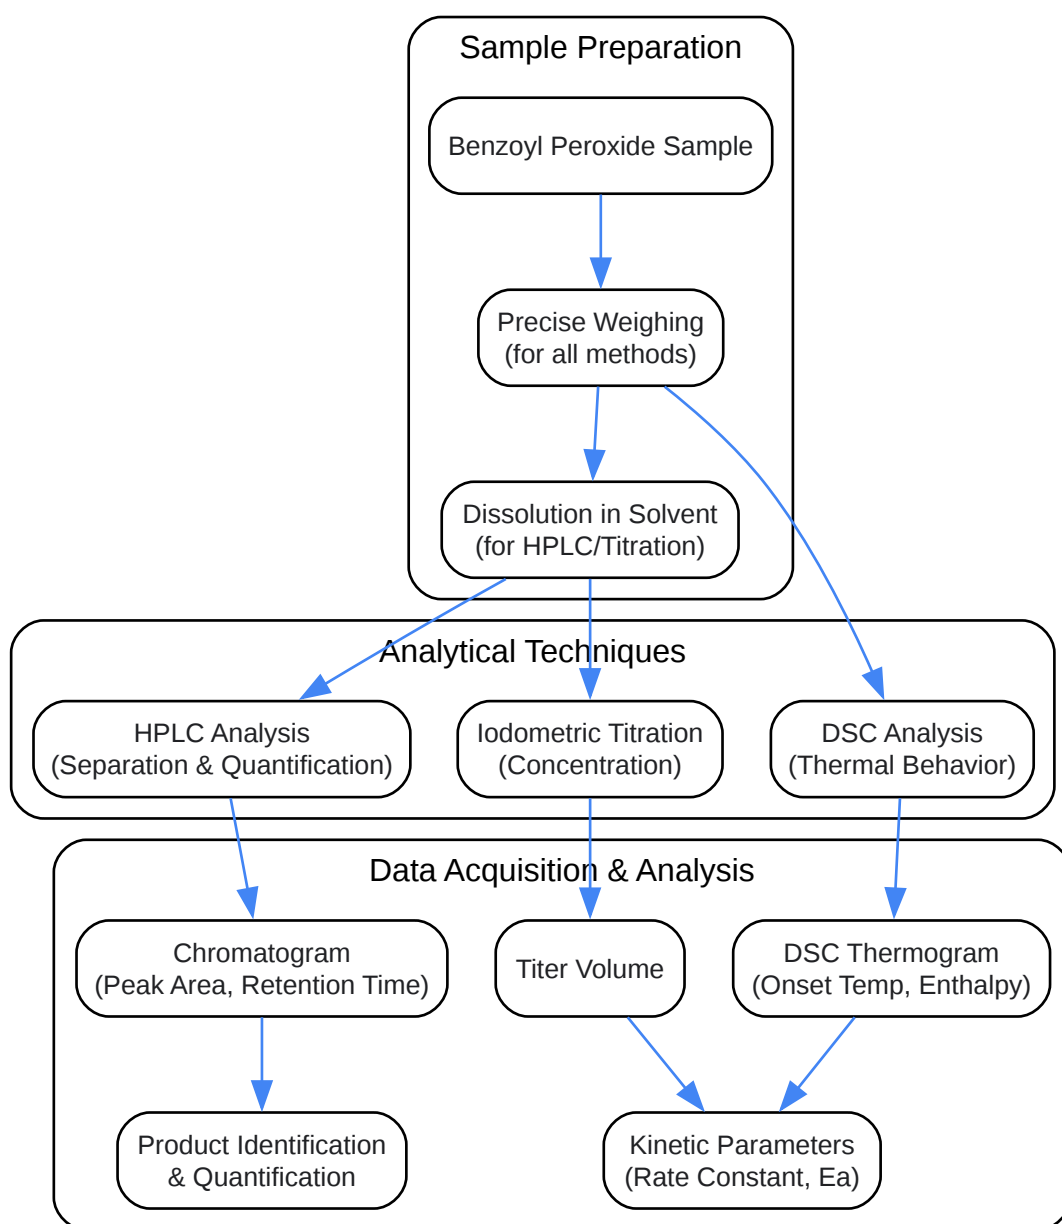 Sample Preparation
Benzoyl Peroxide Sample
Precise Weighing
(for all methods)
Dissolution in Solvent
(for HPLC/Titration)
Analytical Techniques
HPLC Analysis
(Separation & Quantification)
Iodometric Titration
(Concentration)
DSC Analysis
(Thermal Behavior)
Data Acquisition & Analysis
Chromatogram
(Peak Area, Retention Time)
Titer Volume
DSC Thermogram
(Onset Temp, Enthalpy)
Product Identification
& Quantification
Kinetic Parameters
(Rate Constant, Ea)